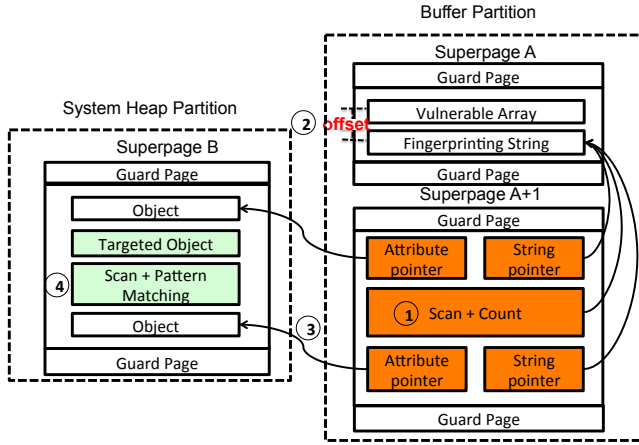 Buffer Partition
Superpage A
Guard Page
Vulnerable Array
② offset
Fingerprinting String
Guard Page
System Heap Partition
Superpage B
Guard Page
Object
Targeted Object
④
Scan + Pattern
Matching
Object
Guard Page
③
Superpage A+1
Guard Page
Attribute
pointer
String
pointer
① Scan + Count
Attribute
pointer
String
pointer
Guard Page